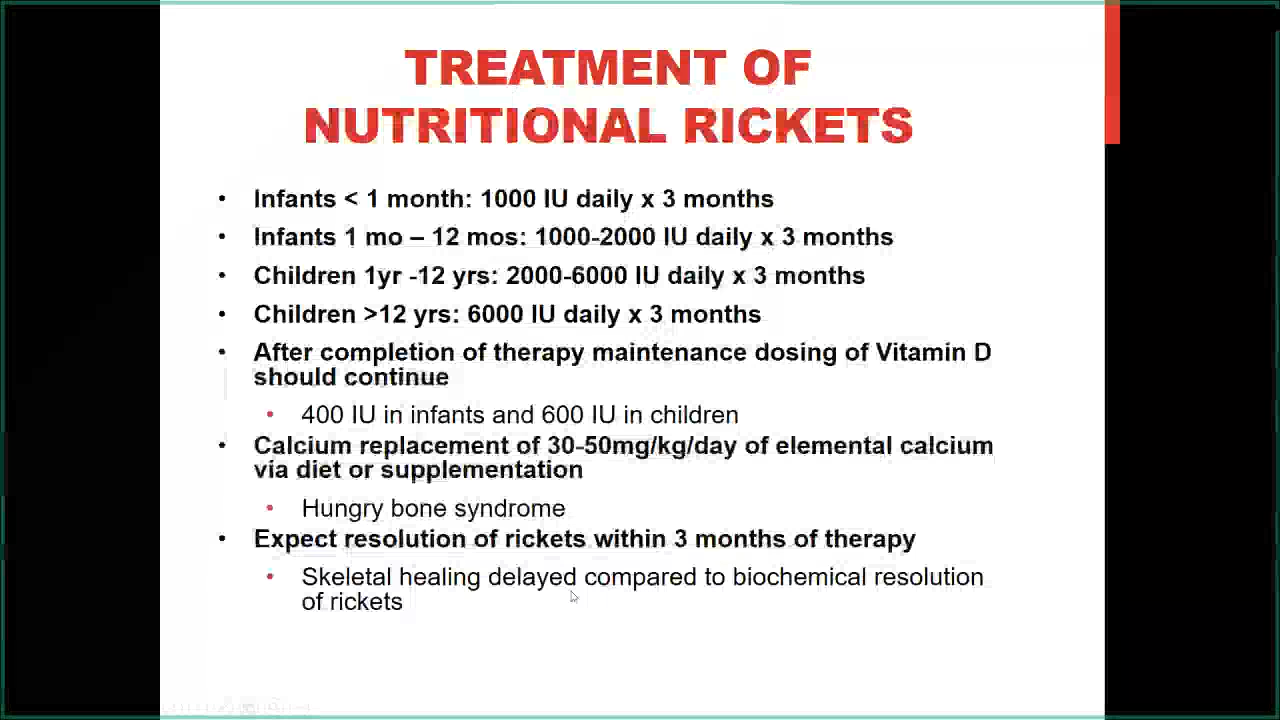 TREATMENT OF
NUTRITIONAL RICKETS
• Infants < 1 month: 1000 IU daily x 3 months
• Infants 1 mo – 12 mos: 1000-2000 IU daily x 3 months
• Children 1yr -12 yrs: 2000-6000 IU daily x 3 months
• Children >12 yrs: 6000 IU daily x 3 months
• After completion of therapy maintenance dosing of Vitamin D
should continue
• 400 IU in infants and 600 IU in children
• Calcium replacement of 30-50mg/kg/day of elemental calcium
via diet or supplementation
• Hungry bone syndrome
• Expect resolution of rickets within 3 months of therapy
• Skeletal healing delayed compared to biochemical resolution
of rickets